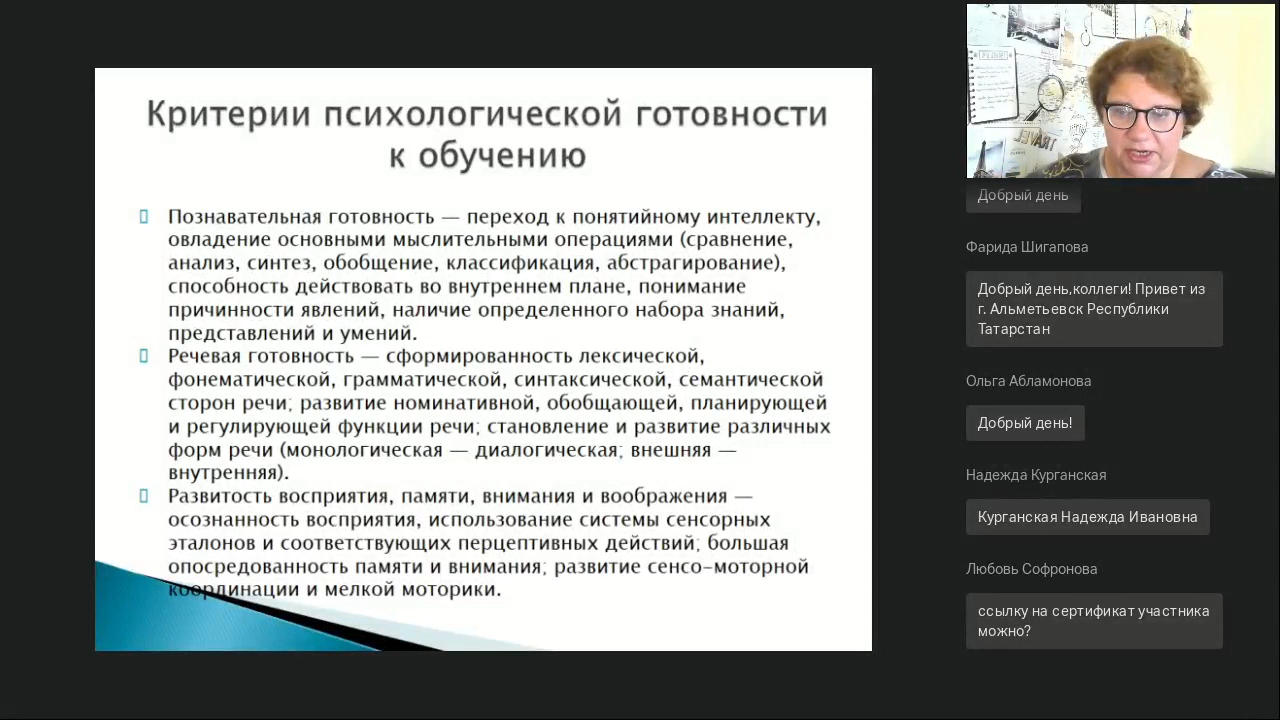 Критерии психологической готовности
к обучению
Познавательная готовность — переход к понятийному интеллекту,
овладение основными мыслительными операциями (сравнение,
анализ, синтез, обобщение, классификация, абстрагирование),
способность действовать во внутреннем плане, понимание
причинности явлений, наличие определенного набора знаний,
представлений и умений.
Речевая готовность — сформированность лексической,
фонематической, грамматической, синтаксической, семантической
сторон речи; развитие номинативной, обобщающей, планирующей
и регулирующей функции речи; становление и развитие различных
форм речи (монологическая — диалогическая; внешняя —
внутренняя).
Развитость восприятия, памяти, внимания и воображения —
осознанность восприятия, использование системы сенсорных
эталонов и соответствующих перцептивных действий; большая
опосредованность памяти и внимания; развитие сенсо-моторной
координации и мелкой моторики.
TRAVEL
Добрый день
Фарида Шигапова
Добрый день,коллеги! Привет из
г. Альметьевск Республики
Татарстан
Ольга Абламонова
Добрый день!
Надежда Курганская
Курганская Надежда Ивановна
Любовь Софронова
ссылку на сертификат участника
можно?